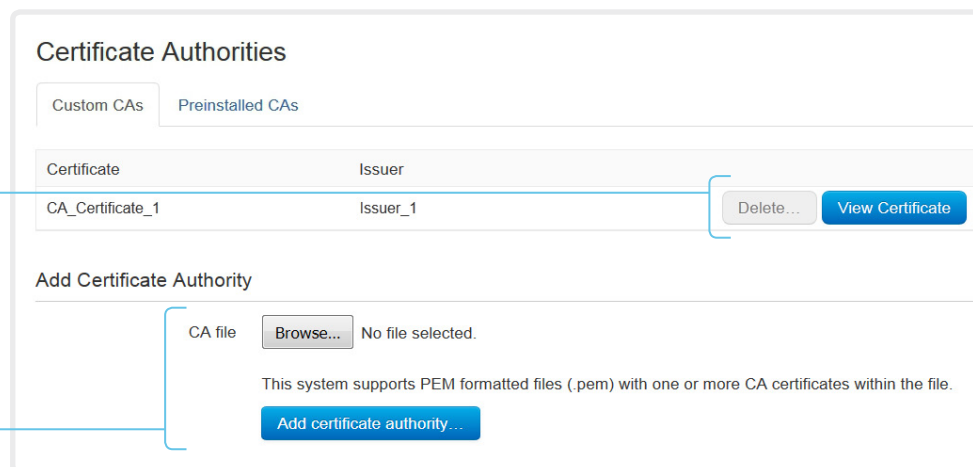 Certificate Authorities
Custom CAs Preinstalled CAs
Certificate Issuer
CA_Certificate_1 Issuer_1 Delete... View Certificate
Add Certificate Authority
CA file Browse... No file selected.
This system supports PEM formatted files (.pem) with one or more CA certificates within the file.
Add certificate authority...